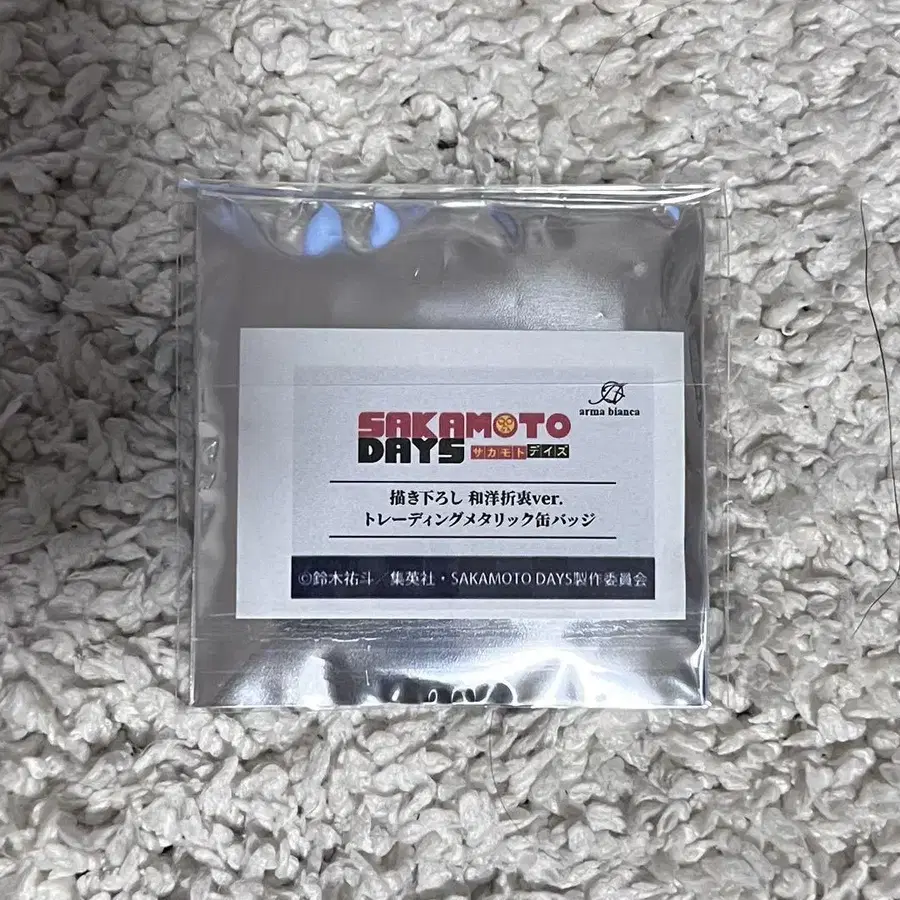 arma bianca
SAKAMOTO
DAYS サカモトデイズ
描き下ろし 和洋折衷ver.
トレーディングメタリック缶バッジ
©鈴木祐斗／集英社・SAKAMOTO DAYS製作委員会